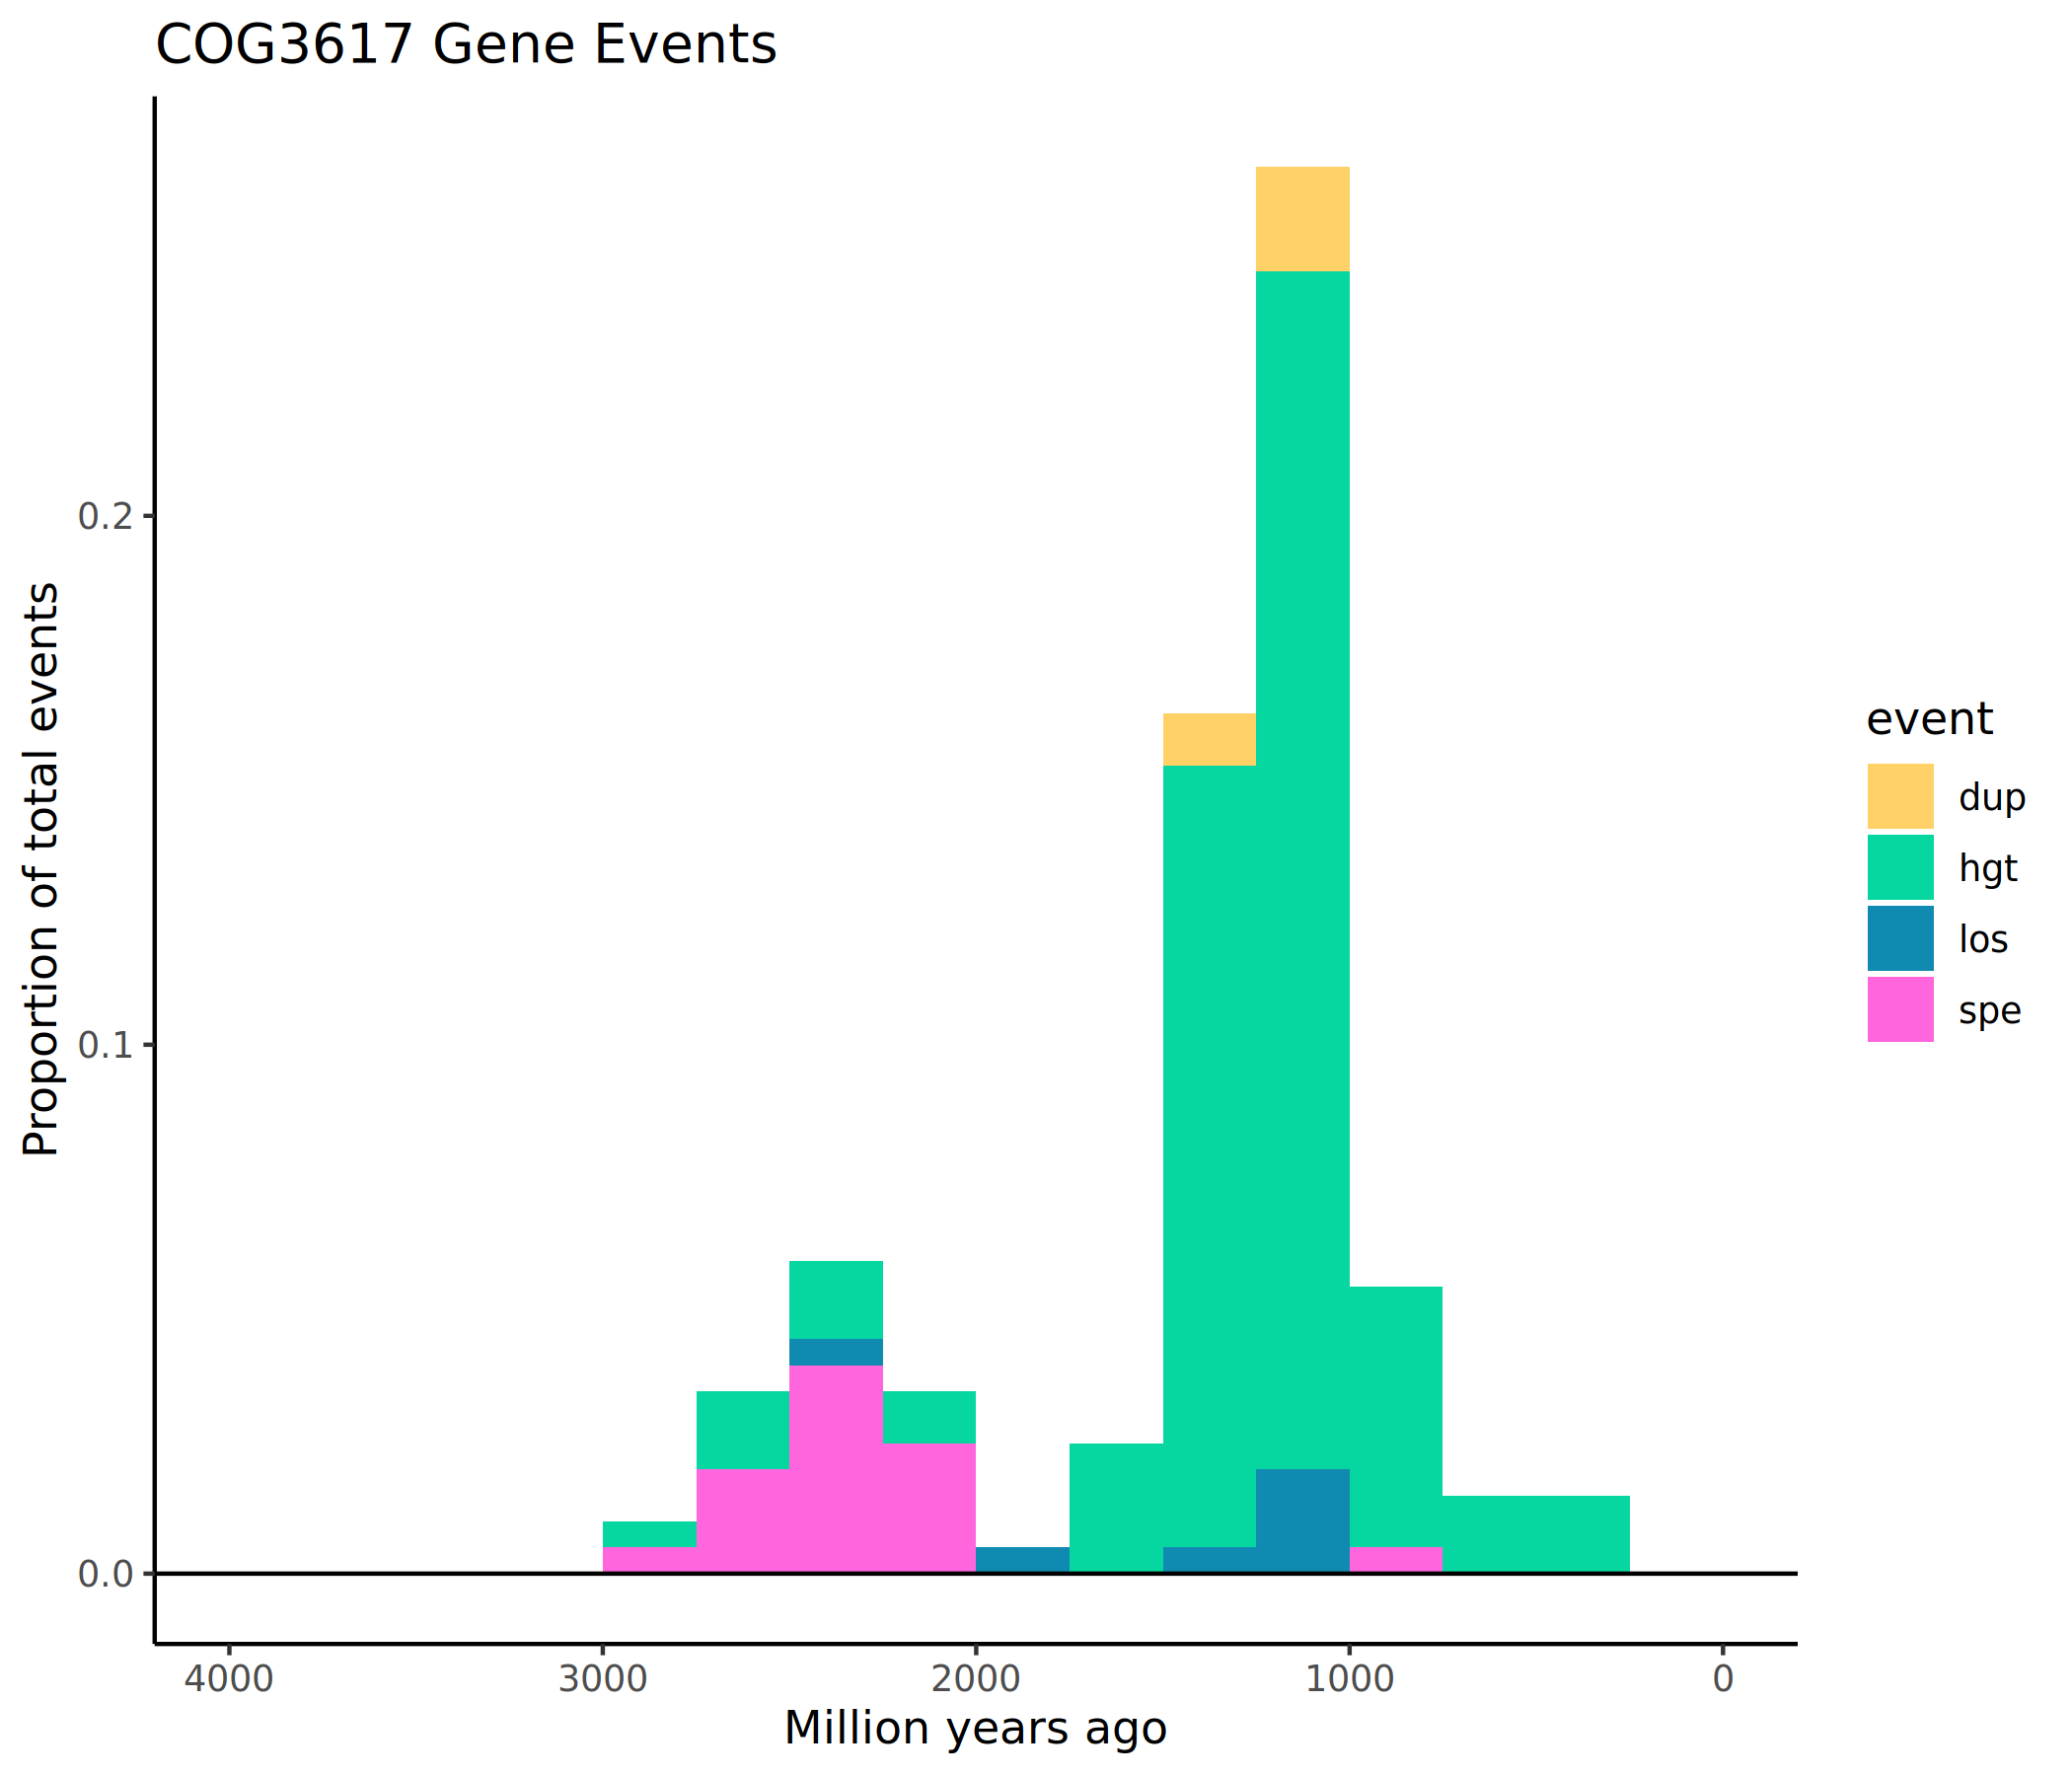 COG3617 Gene Events
Proportion of total events
0.2
0.1
0.0
4000 3000 2000 1000 0
Million years ago
event
dup
hgt
los
spe